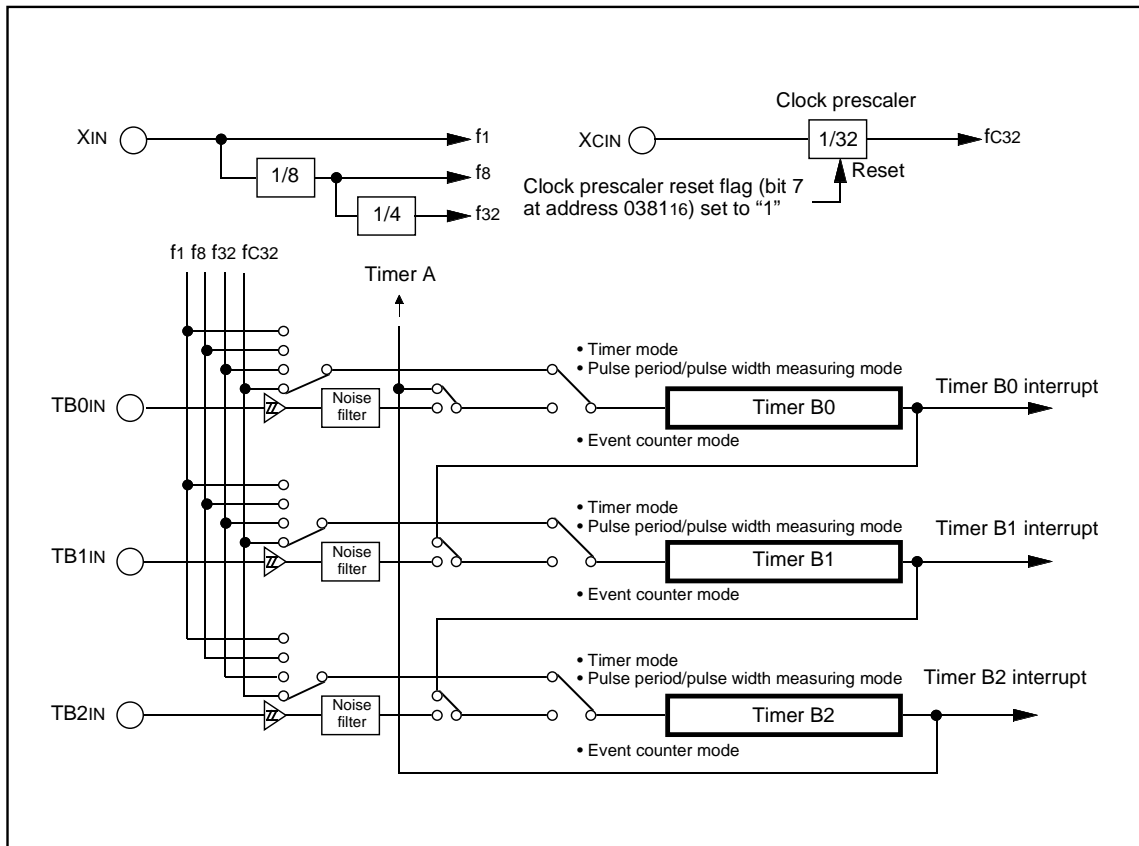 Clock prescaler
XIN
f1
XCIN
1/32
fC32
1/8
f8
Reset
Clock prescaler reset flag (bit 7
at address 038116) set to “1”
1/4
f32
f1 f8 f32 fC32
Timer A
• Timer mode
• Pulse period/pulse width measuring mode
Timer B0 interrupt
TB0IN
Noise
filter
Timer B0
• Event counter mode
• Timer mode
• Pulse period/pulse width measuring mode
Timer B1 interrupt
TB1IN
Noise
filter
Timer B1
• Event counter mode
• Timer mode
• Pulse period/pulse width measuring mode
Timer B2 interrupt
TB2IN
Noise
filter
Timer B2
• Event counter mode